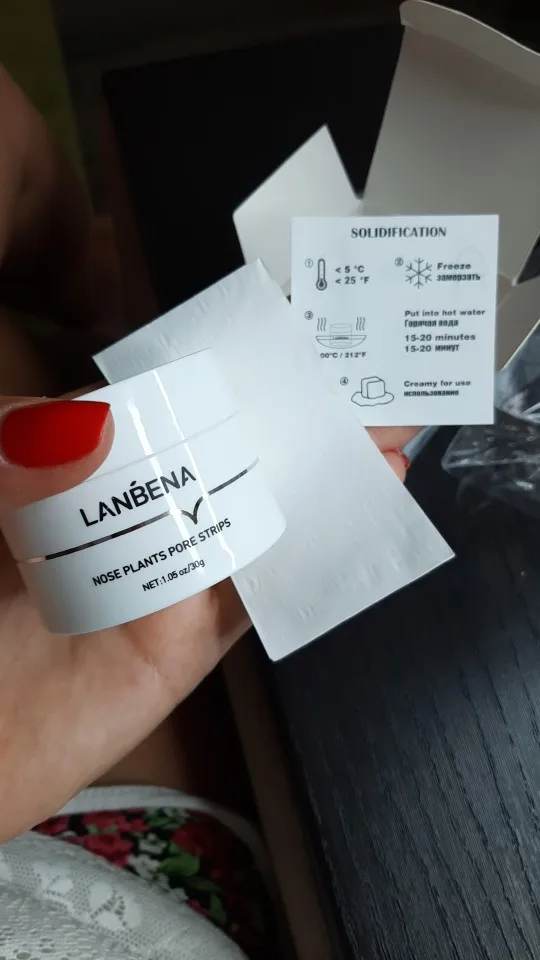 SOLIDIFICATION
① < 5 °C
< 25 °F
② Freeze
замораять
③ Put into hot water
Горячая вода
15-20 minutes
15-20 минут
00°C / 212°F
④ Creamy for use
использование
LANBENA
NOSE PLANTS PORE STRIPS
NET:1.05 oz/30g